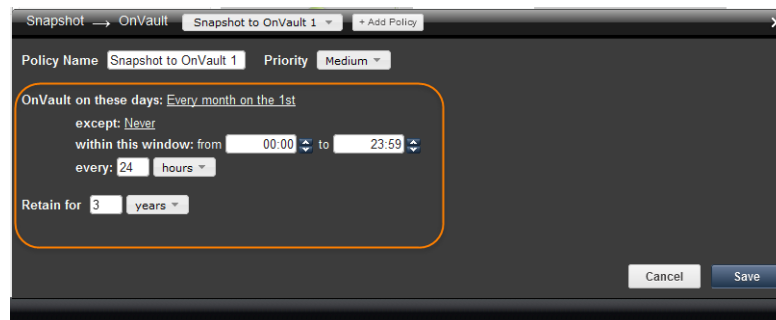 Snapshot → OnVault Snapshot to OnVault 1 + Add Policy
Policy Name Snapshot to OnVault 1 Priority Medium
OnVault on these days: Every month on the 1st
except: Never
within this window: from 00:00 to 23:59
every: 24 hours
Retain for 3 years
Cancel Save